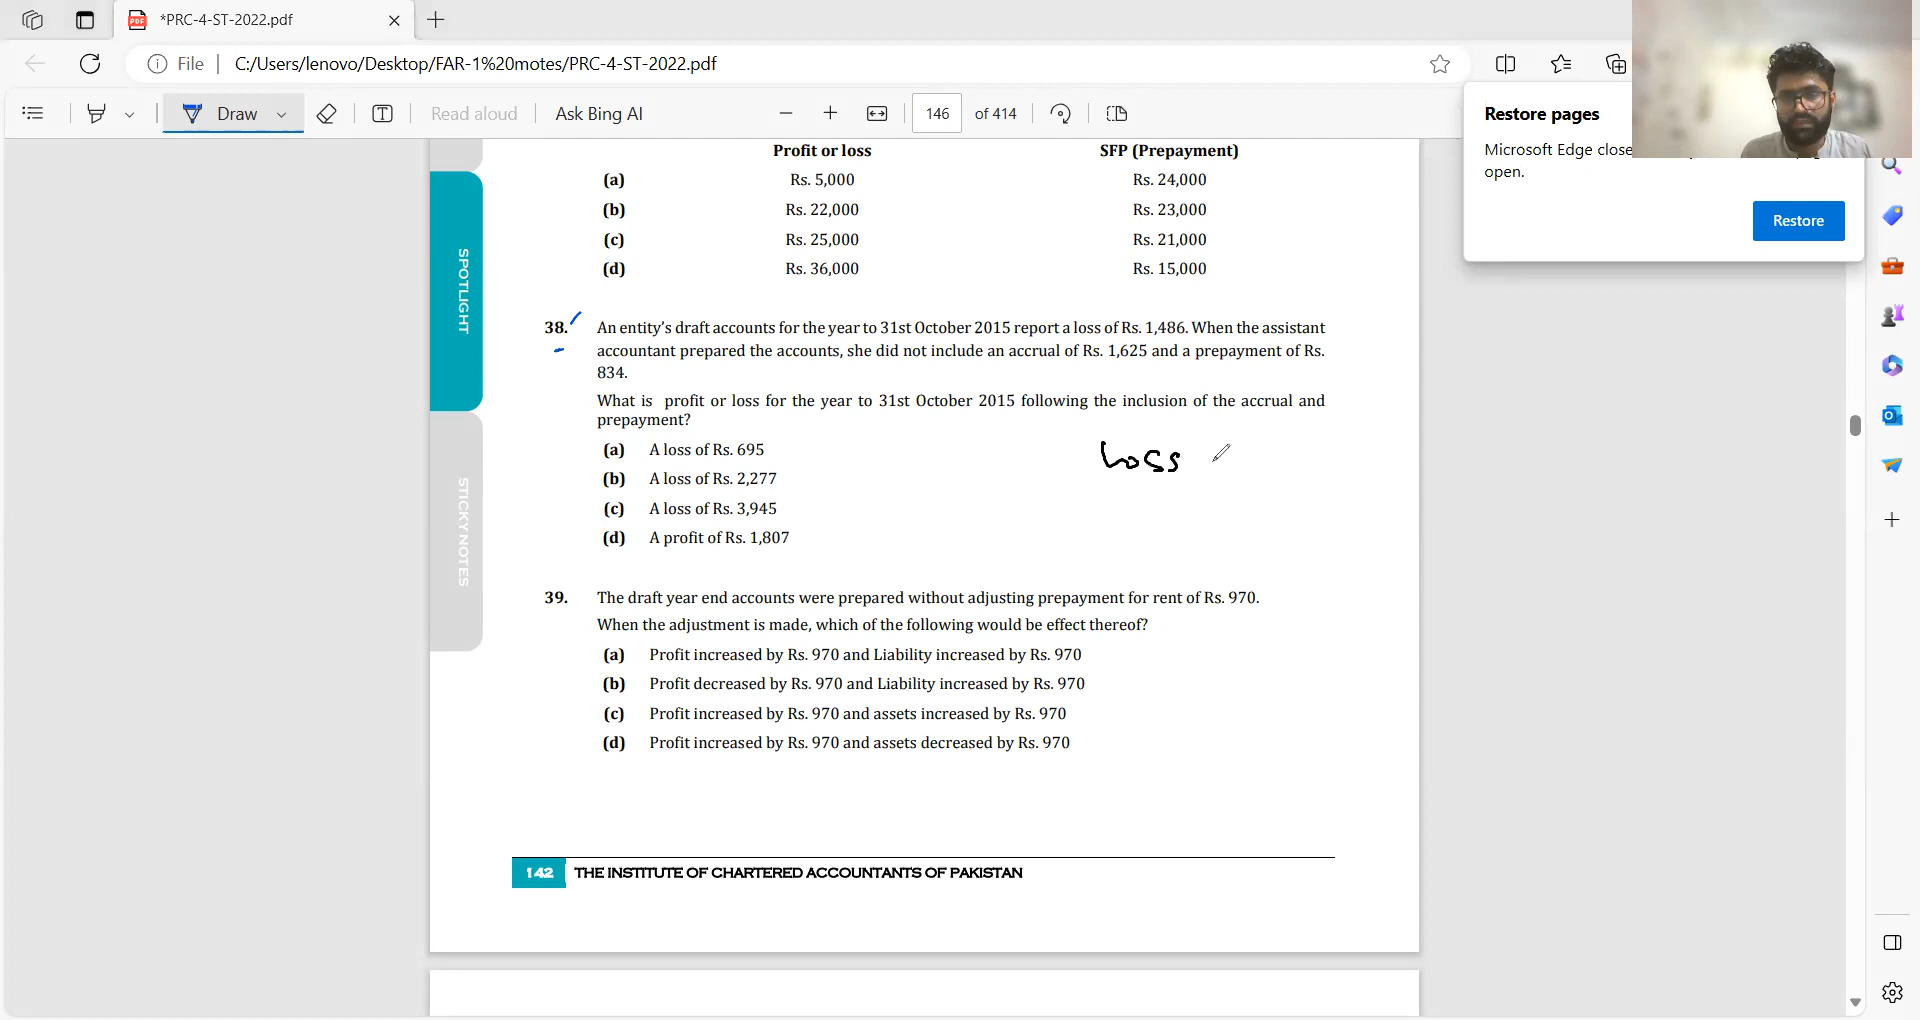 *PRC-4-ST-2022.pdf
File | C:/Users/lenovo/Desktop/FAR-1%20motes/PRC-4-ST-2022.pdf
Draw
Read aloud
Ask Bing AI
146 of 414
Restore pages
Microsoft Edge close
open.
Restore
SPOTLIGHT
STICKY NOTES
Profit or loss SFP (Prepayment)
(a) Rs. 5,000 Rs. 24,000
(b) Rs. 22,000 Rs. 23,000
(c) Rs. 25,000 Rs. 21,000
(d) Rs. 36,000 Rs. 15,000
38. An entity's draft accounts for the year to 31st October 2015 report a loss of Rs. 1,486. When the assistant
accountant prepared the accounts, she did not include an accrual of Rs. 1,625 and a prepayment of Rs.
834.
What is profit or loss for the year to 31st October 2015 following the inclusion of the accrual and
prepayment?
(a) A loss of Rs. 695
(b) A loss of Rs. 2,277
(c) A loss of Rs. 3,945
(d) A profit of Rs. 1,807
Loss
39. The draft year end accounts were prepared without adjusting prepayment for rent of Rs. 970.
When the adjustment is made, which of the following would be effect thereof?
(a) Profit increased by Rs. 970 and Liability increased by Rs. 970
(b) Profit decreased by Rs. 970 and Liability increased by Rs. 970
(c) Profit increased by Rs. 970 and assets increased by Rs. 970
(d) Profit increased by Rs. 970 and assets decreased by Rs. 970
142 THE INSTITUTE OF CHARTERED ACCOUNTANTS OF PAKISTAN